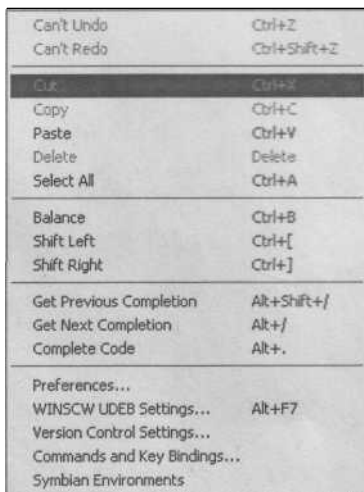 Can't Undo Ctrl+Z
Can't Redo Ctrl+Shift+Z
Cut Ctrl+X
Copy Ctrl+C
Paste Ctrl+V
Delete Delete
Select All Ctrl+A
Balance Ctrl+B
Shift Left Ctrl+[
Shift Right Ctrl+]
Get Previous Completion Alt+Shift+/
Get Next Completion Alt+/
Complete Code Alt+.
Preferences...
WINSCW UDEB Settings... Alt+F7
Version Control Settings...
Commands and Key Bindings...
Symbian Environments